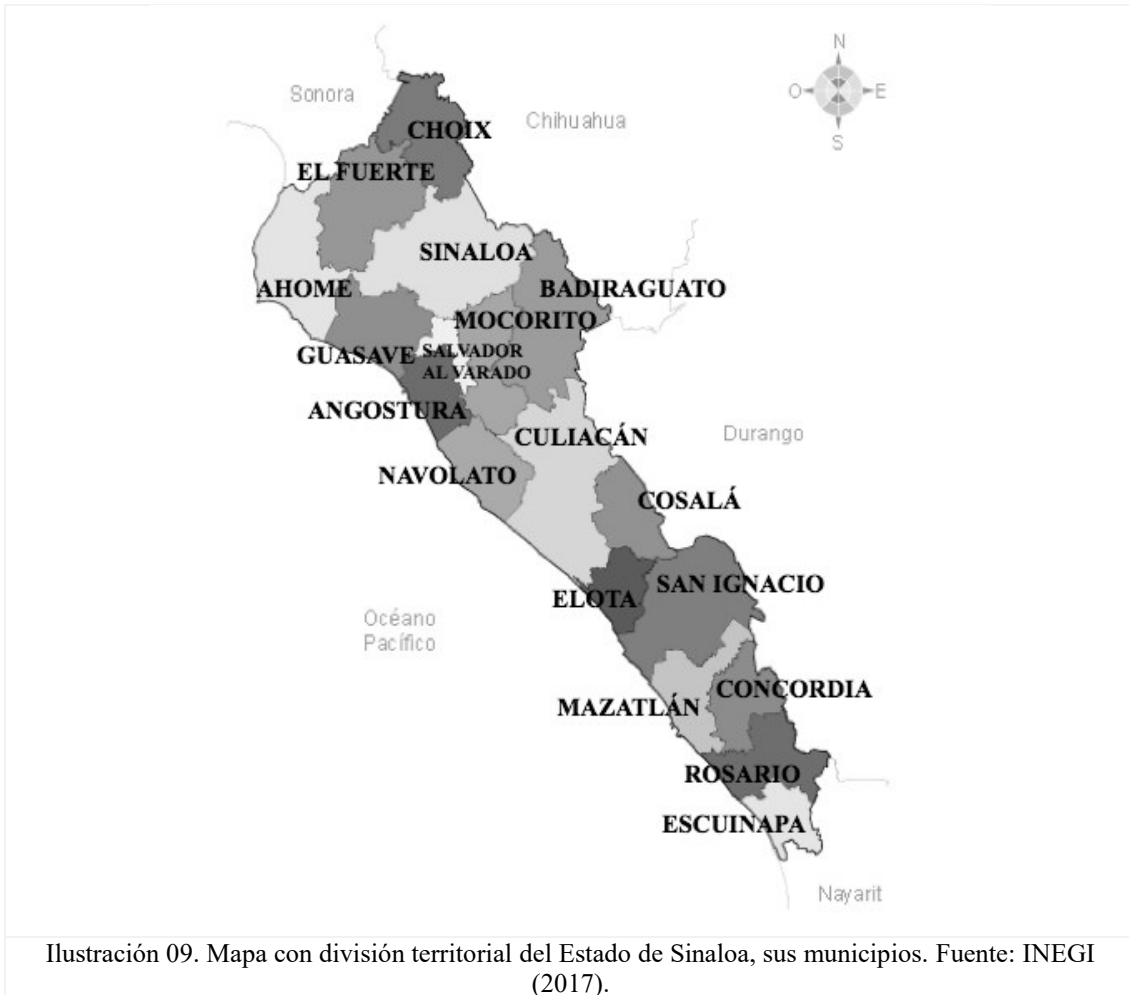 N
Sonora
O
E
CHOIX
Chihuahua
S
EL FUERTE
SINALOA
AHOME
BADIRAGUATO
MOCORITO
GUASAVE
SALVADOR
AL VARADO
ANGOSTURA
CULIACÁN
Durango
NAVOLATO
COSALÁ
SAN IGNACIO
ELOTA
Océano
Pacífico
CONCORDIA
MAZATLÁN
ROSARIO
ESCUINAPA
Nayarit
Ilustración 09. Mapa con división territorial del Estado de Sinaloa, sus municipios. Fuente: INEGI
(2017).